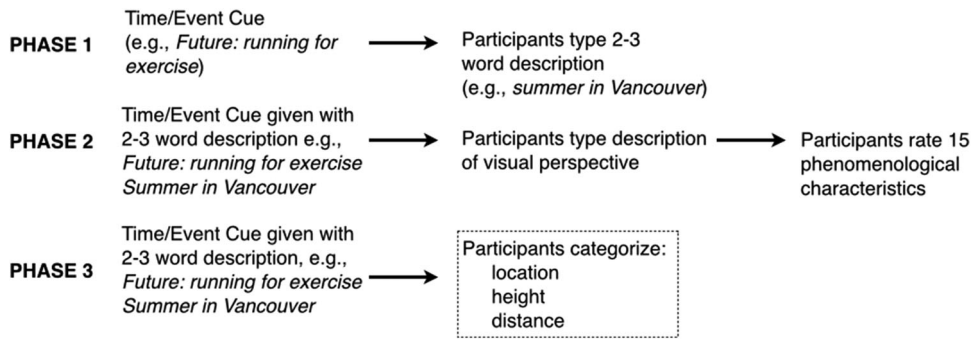 PHASE 1
Time/Event Cue
(e.g., Future: running for
exercise)
Participants type 2-3
word description
(e.g., summer in Vancouver)
PHASE 2
Time/Event Cue given with
2-3 word description e.g.,
Future: running for exercise
Summer in Vancouver
Participants type description
of visual perspective
Participants rate 15
phenomenological
characteristics
PHASE 3
Time/Event Cue given with
2-3 word description, e.g.,
Future: running for exercise
Summer in Vancouver
Participants categorize:
location
height
distance